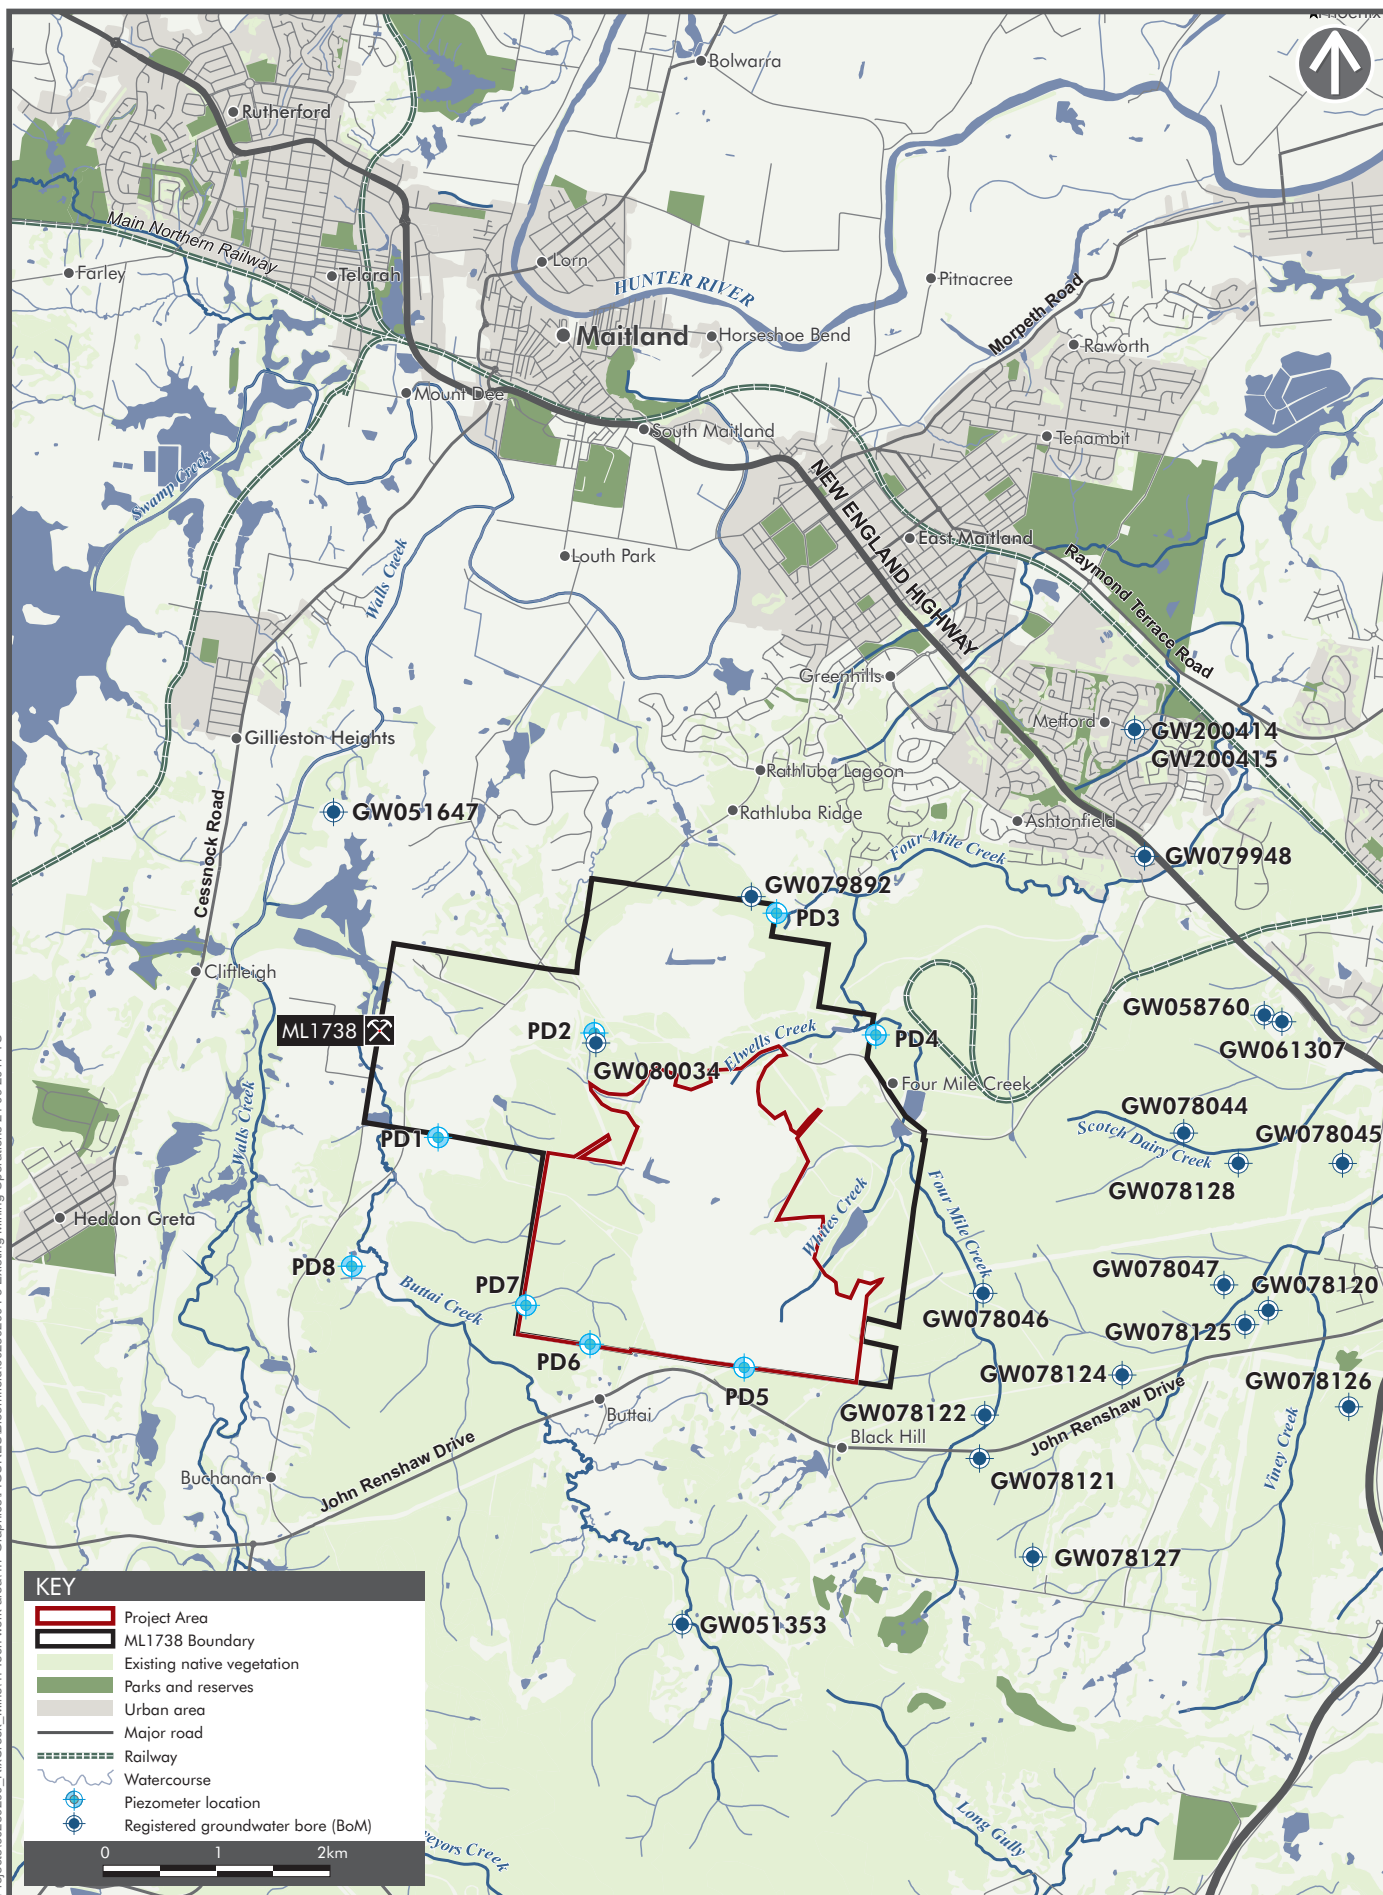 Phoenix
Bolwarra
Rutherford
Main Northern Railway
Farley
Telarah
Lorn
HUNTER RIVER
Pitnacree
Morpeth Road
Maitland
Horseshoe Bend
Raworth
Mount Dee
South Maitland
Tenambit
Swamp Creek
NEW ENGLAND HIGHWAY
East Maitland
Louth Park
Walls Creek
Raymond Terrace Road
Greenhills
Metford
GW200414
GW200415
Gillieston Heights
Rathluba Lagoon
Rathluba Ridge
Ashtonfield
GW051647
Cessnock Road
Four Mile Creek
GW079948
GW079892
PD3
Cliftleigh
ML1738
PD2
GW080034
Elwells Creek
PD4
GW058760
GW061307
Four Mile Creek
GW078044
GW078045
Scotch Dairy Creek
GW078128
Walls Creek
PD1
Heddon Greta
Four Mile Creek
Whites Creek
PD8
PD7
Buttai Creek
GW078047
GW078120
GW078046
GW078125
PD6
PD5
GW078124
GW078126
Buttai
GW078122
Black Hill
John Renshaw Drive
Viney Creek
Buchanan
John Renshaw Drive
GW078121
GW078127
GW051353
Long Gully
veyors Creek
KEY
Project Area
ML1738 Boundary
Existing native vegetation
Parks and reserves
Urban area
Major road
Railway
Watercourse
Piezometer location
Registered groundwater bore (BoM)
0 1 2km